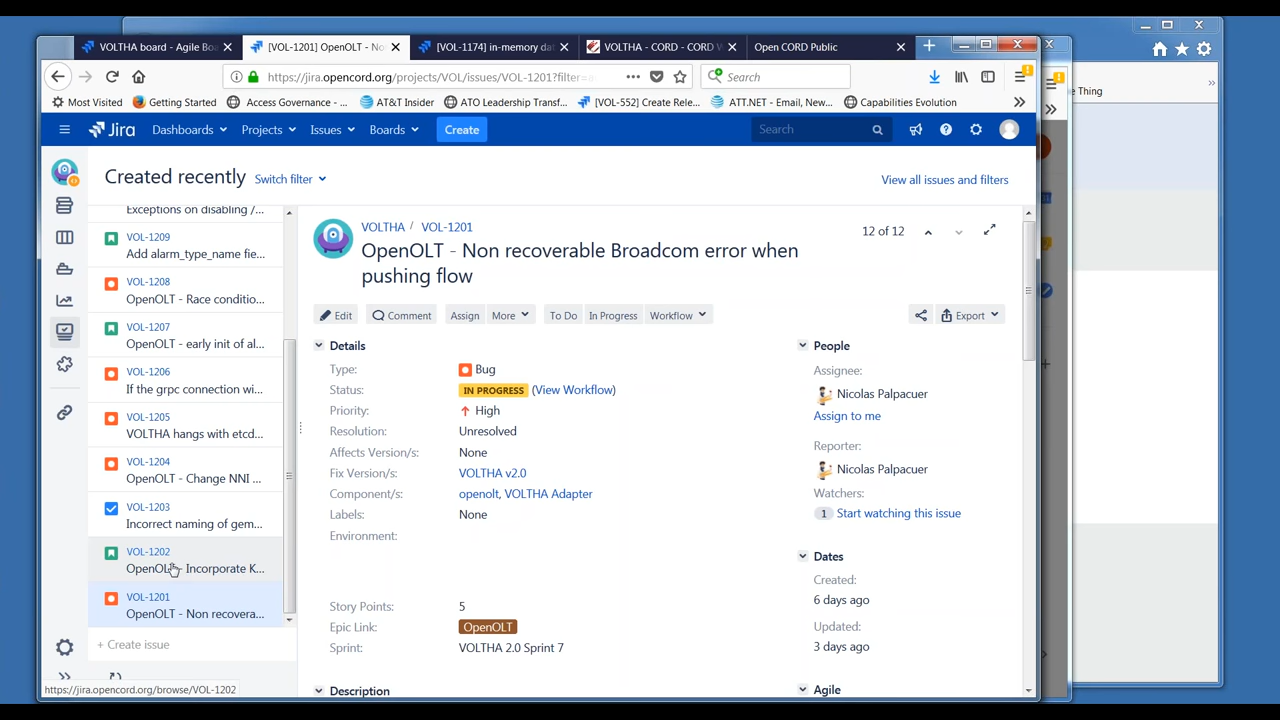 VOLTHA board - Agile Boa
[VOL-1201] OpenOLT - No
[VOL-1174] in-memory dat
VOLTHA - CORD - CORD W
Open CORD Public
https://jira.opencord.org/projects/VOL/issues/VOL-1201?filter=a
Search
Most Visited
Getting Started
Access Governance - ...
AT&T Insider
ATO Leadership Transf...
[VOL-552] Create Rele...
ATT.NET - Email, New...
Capabilities Evolution
e Thing
Jira
Dashboards
Projects
Issues
Boards
Create
Search
Created recently
Switch filter
View all issues and filters
Exceptions on disabling /...
VOL-1209
Add alarm_type_name fie...
VOL-1208
OpenOLT - Race conditio...
VOL-1207
OpenOLT - early init of al...
VOL-1206
If the grpc connection wi...
VOL-1205
VOLTHA hangs with etcd...
VOL-1204
OpenOLT - Change NNI ...
VOL-1203
Incorrect naming of gem...
VOL-1202
OpenOLT - Incorporate K...
VOL-1201
OpenOLT - Non recovera...
+ Create issue
https://jira.opencord.org/browse/VOL-1202
VOLTHA / VOL-1201
12 of 12
OpenOLT - Non recoverable Broadcom error when
pushing flow
Edit
Comment
Assign
More
To Do
In Progress
Workflow
Export
Details
Type: Bug
Status: IN PROGRESS (View Workflow)
Priority: High
Resolution: Unresolved
Affects Version/s: None
Fix Version/s: VOLTHA v2.0
Component/s: openolt, VOLTHA Adapter
Labels: None
Environment:
Story Points: 5
Epic Link: OpenOLT
Sprint: VOLTHA 2.0 Sprint 7
Description
People
Assignee:
Nicolas Palpacuer
Assign to me
Reporter:
Nicolas Palpacuer
Watchers:
1 Start watching this issue
Dates
Created:
6 days ago
Updated:
3 days ago
Agile